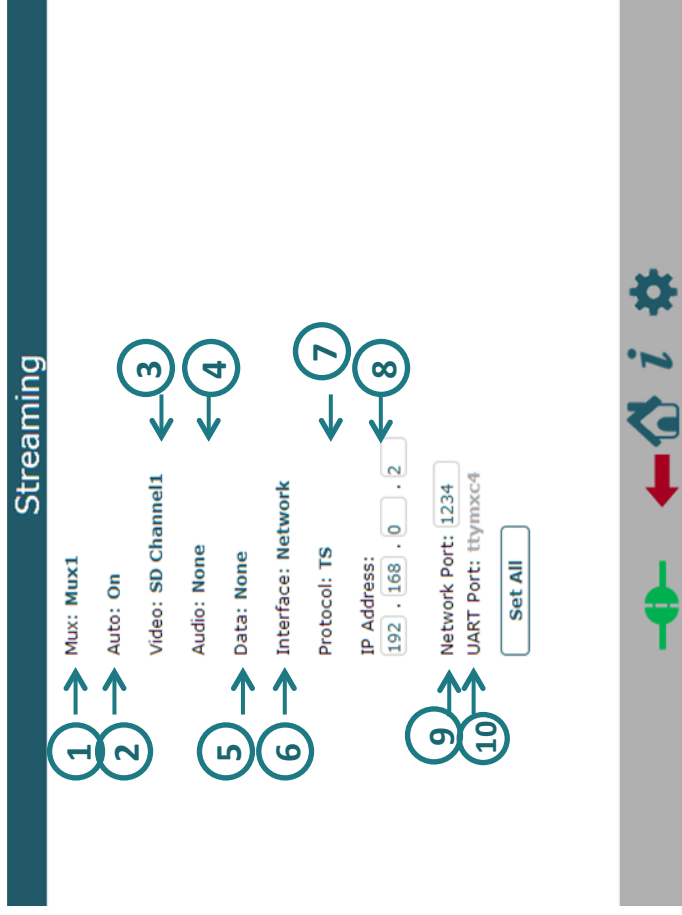 Streaming
1
Mux: Mux1
2
Auto: On
Video: SD Channel1
3
Audio: None
4
5
Data: None
6
Interface: Network
Protocol: TS
7
IP Address:
192 . 168 . 0 . 2
8
9
Network Port: 1234
10
UART Port: ttymxc4
Set All
i